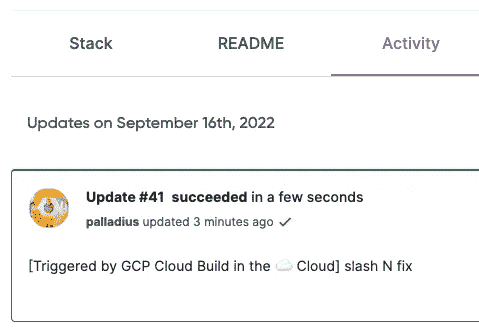 Stack README Activity
Updates on September 16th, 2022
Update #41 succeeded in a few seconds
palladius updated 3 minutes ago ✓
[Triggered by GCP Cloud Build in the ☁️ Cloud] slash N fix